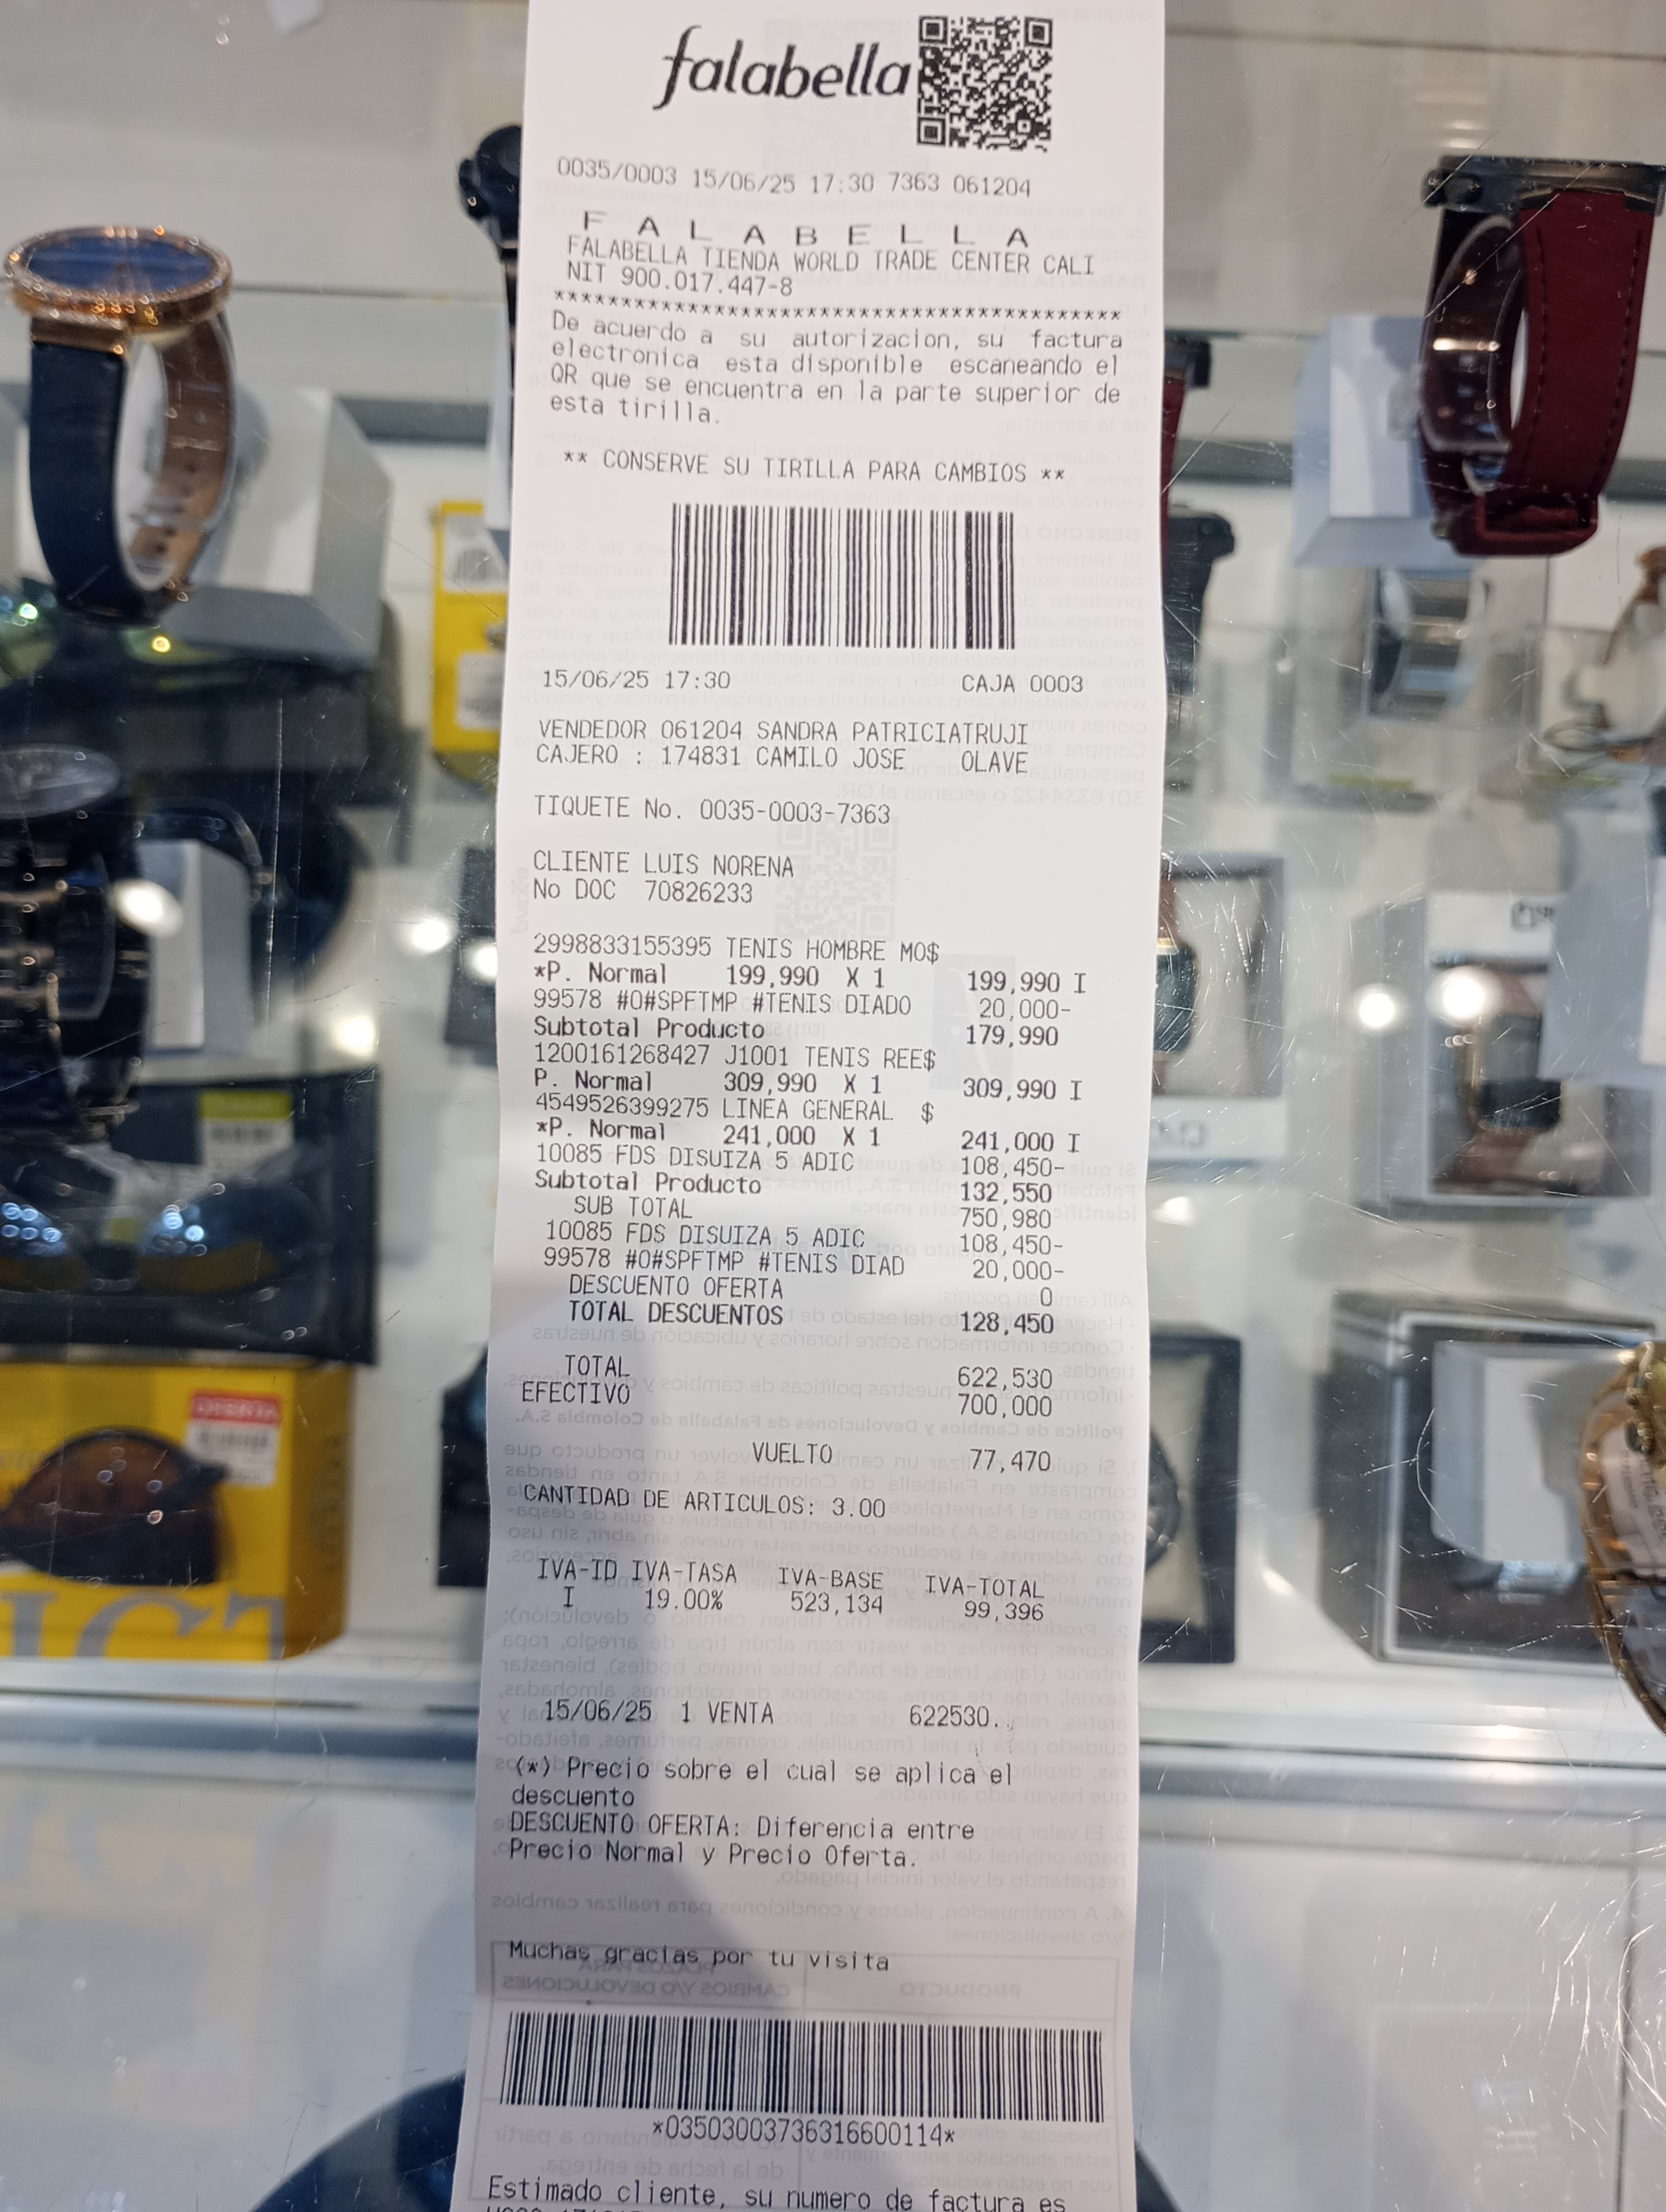 falabella
0035/0003 15/06/25 17:30 7363 061204
F A L A B E L L A
FALABELLA TIENDA WORLD TRADE CENTER CALI
NIT 900.017.447-8
******************************************
De acuerdo a su autorizacion, su factura
electronica esta disponible escaneando el
QR que se encuentra en la parte superior de
esta tirilla.
** CONSERVE SU TIRILLA PARA CAMBIOS **
15/06/25 17:30 CAJA 0003
VENDEDOR 061204 SANDRA PATRICIATRUJI
CAJERO : 174831 CAMILO JOSE OLAVE
TIQUETE No. 0035-0003-7363
CLIENTE LUIS NORENA
No DOC 70826233
2998833155395 TENIS HOMBRE MO$
*P. Normal 199,990 X 1 199,990 I
99578 #0#SPFTMP #TENIS DIADO 20,000-
Subtotal Producto 179,990
1200161268427 J1001 TENIS REE$
P. Normal 309,990 X 1 309,990 I
4549526399275 LINEA GENERAL $
*P. Normal 241,000 X 1 241,000 I
10085 FDS DISUIZA 5 ADIC 108,450-
Subtotal Producto 132,550
SUB TOTAL 750,980
10085 FDS DISUIZA 5 ADIC 108,450-
99578 #0#SPFTMP #TENIS DIAD 20,000-
DESCUENTO OFERTA 0
TOTAL DESCUENTOS 128,450
TOTAL 622,530
EFECTIVO 700,000
VUELTO 77,470
CANTIDAD DE ARTICULOS: 3.00
IVA-ID IVA-TASA IVA-BASE IVA-TOTAL
I 19.00% 523,134 99,396
15/06/25 1 VENTA 622530.
(*) Precio sobre el cual se aplica el
descuento
DESCUENTO OFERTA: Diferencia entre
Precio Normal y Precio Oferta.
Muchas gracias por tu visita
*03503003736316600114*
Estimado cliente, su numero de factura es
OFERTA